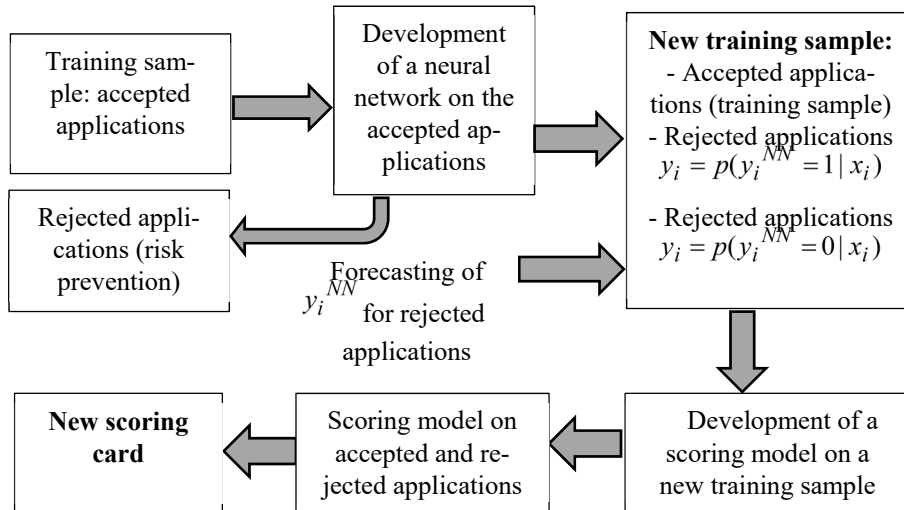 Training sam-
ple: accepted
applications
Development
of a neural
network on the
accepted ap-
plications
New training sample:
- Accepted applica-
tions (training sample)
- Rejected applications
y_i = p(y_i^{NN} = 1 | x_i)
- Rejected applications
y_i = p(y_i^{NN} = 0 | x_i)
Rejected appli-
cations (risk
prevention)
Forecasting of
y_i^{NN}
for rejected
applications
Development of a
scoring model on a
new training sample
Scoring model on
accepted and re-
jected applications
New scoring
card